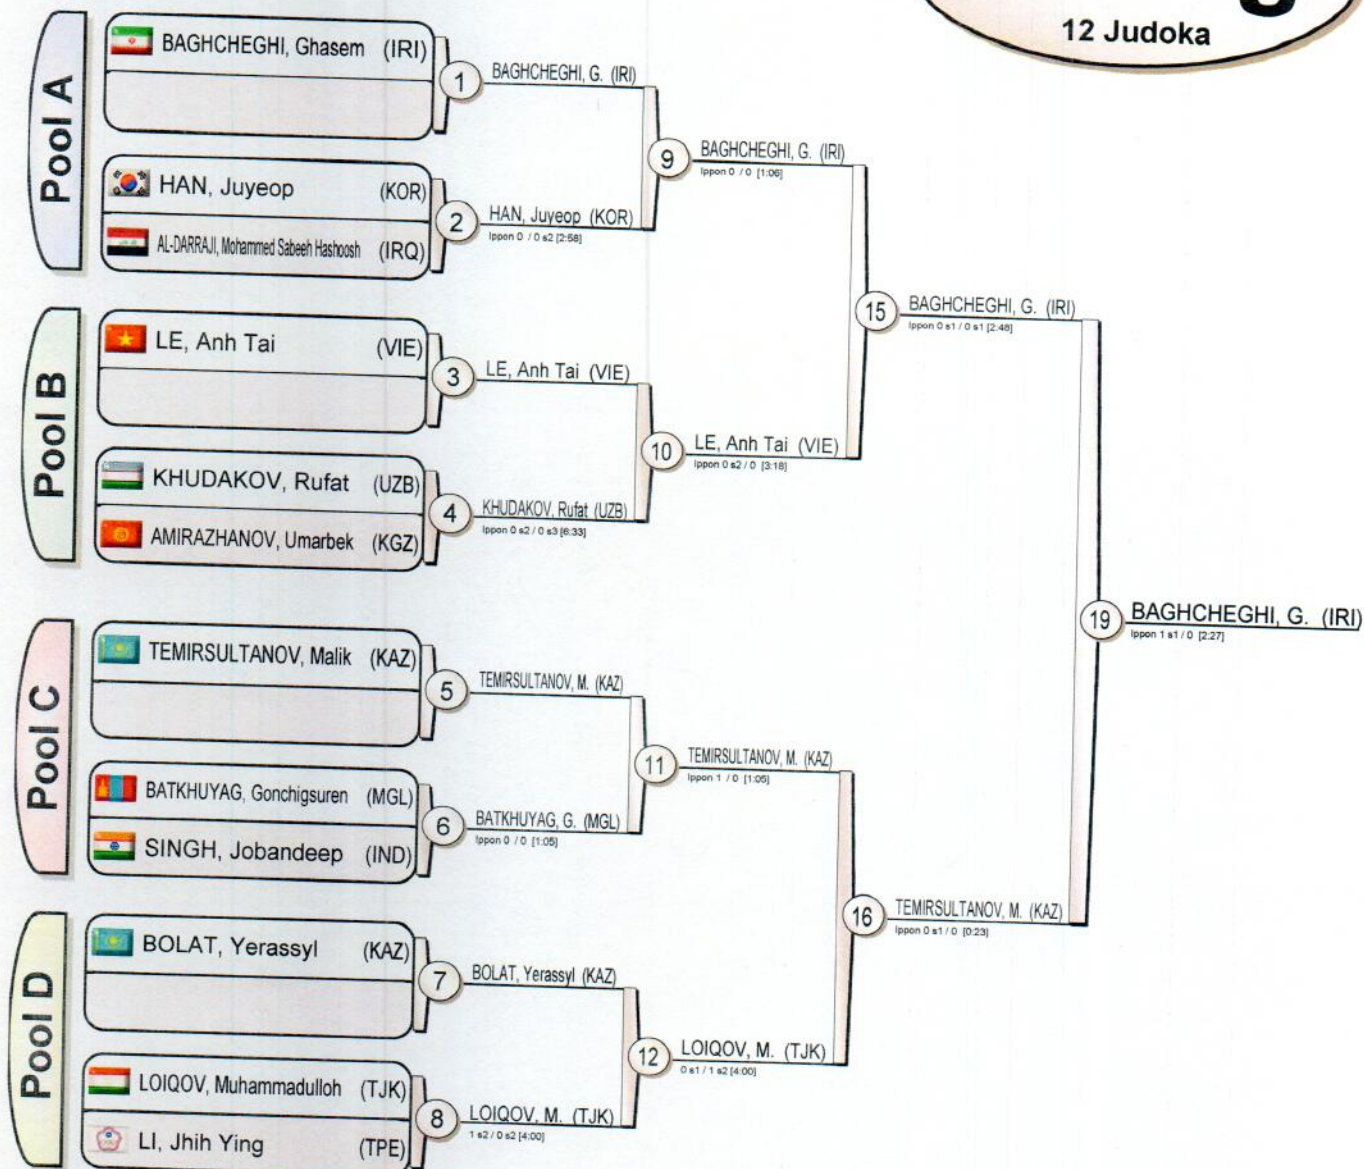 12 Judoka
Pool A
BAGHCHEGHI, Ghasem (IRI)
1
BAGHCHEGHI, G. (IRI)
HAN, Juyeop (KOR)
AL-DARRAJI, Mohammed Sabeeh Hashoosh (IRQ)
2
HAN, Juyeop (KOR)
Ippon 0 / 0 s2 [2:58]
9
BAGHCHEGHI, G. (IRI)
Ippon 0 / 0 [1:06]
Pool B
LE, Anh Tai (VIE)
3
LE, Anh Tai (VIE)
KHUDAKOV, Rufat (UZB)
AMIRAZHANOV, Umarbek (KGZ)
4
KHUDAKOV, Rufat (UZB)
Ippon 0 s2 / 0 s3 [6:33]
10
LE, Anh Tai (VIE)
Ippon 0 s2 / 0 [3:18]
15
BAGHCHEGHI, G. (IRI)
Ippon 0 s1 / 0 s1 [2:48]
Pool C
TEMIRSULTANOV, Malik (KAZ)
5
TEMIRSULTANOV, M. (KAZ)
BATKHUYAG, Gonchigsuren (MGL)
SINGH, Jobandeep (IND)
6
BATKHUYAG, G. (MGL)
Ippon 0 / 0 [1:05]
11
TEMIRSULTANOV, M. (KAZ)
Ippon 1 / 0 [1:05]
Pool D
BOLAT, Yerassyl (KAZ)
7
BOLAT, Yerassyl (KAZ)
LOIQOV, Muhammadulloh (TJK)
LI, Jhih Ying (TPE)
8
LOIQOV, M. (TJK)
1 s2 / 0 s2 [4:00]
12
LOIQOV, M. (TJK)
0 s1 / 1 s2 [4:00]
16
TEMIRSULTANOV, M. (KAZ)
Ippon 0 s1 / 0 [0:23]
19
BAGHCHEGHI, G. (IRI)
Ippon 1 s1 / 0 [2:27]